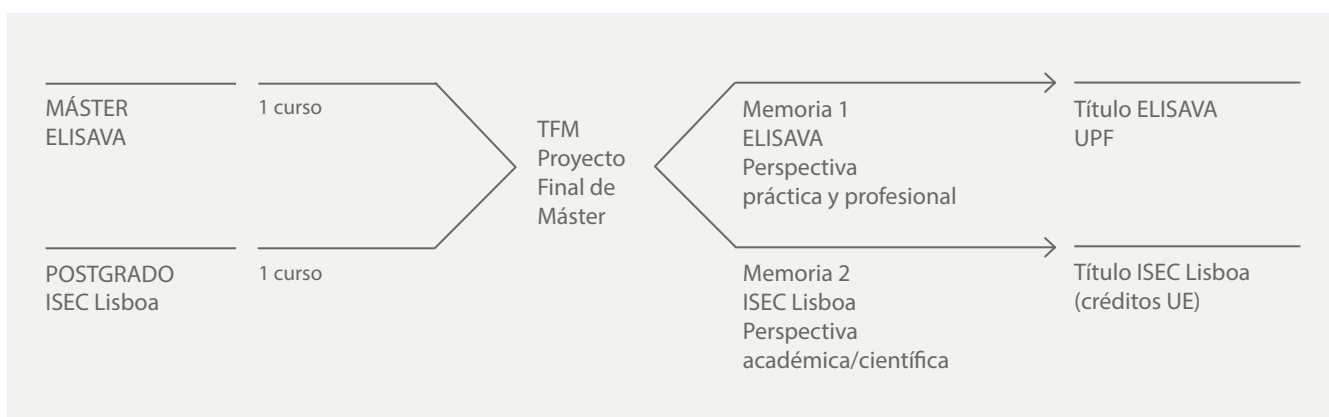 MÁSTER
ELISAVA
1 curso
POSTGRADO
ISEC Lisboa
1 curso
TFM
Proyecto
Final de
Máster
Memoria 1
ELISAVA
Perspectiva
práctica y profesional
Título ELISAVA
UPF
Memoria 2
ISEC Lisboa
Perspectiva
académica/científica
Título ISEC Lisboa
(créditos UE)